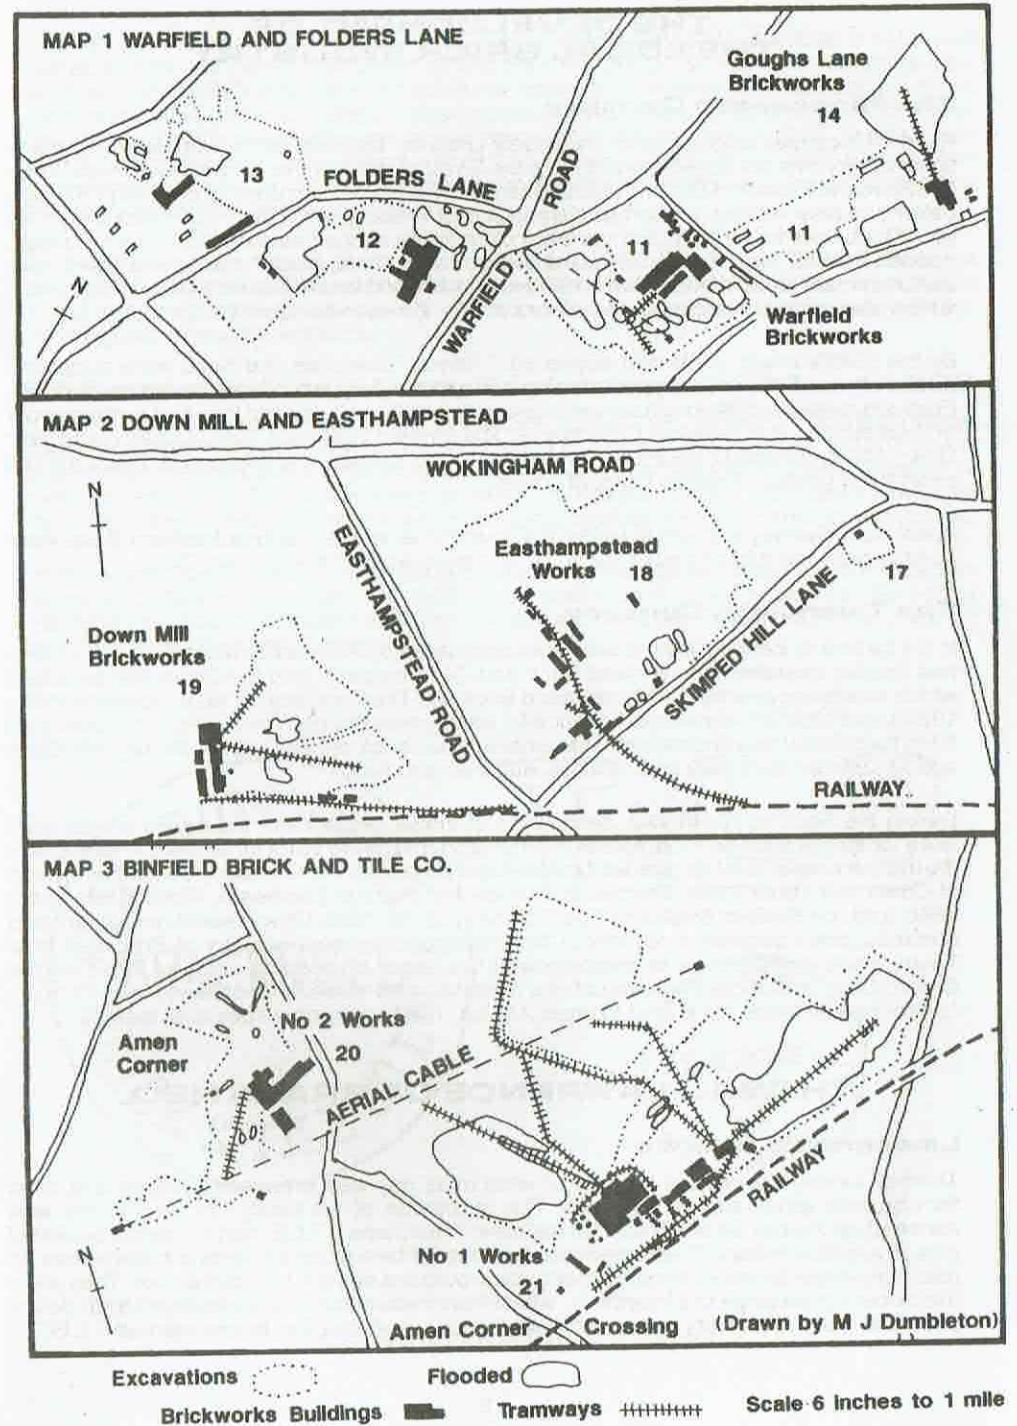 MAP 1 WARFIELD AND FOLDERS LANE
Goughs Lane
Brickworks
14
13
FOLDERS LANE
ROAD
12
11
11
N
WARFIELD
Warfield
Brickworks
MAP 2 DOWN MILL AND EASTHAMPSTEAD
WOKINGHAM ROAD
N
EASTHAMPSTEAD ROAD
Easthampstead
Works 18
SKIMPED HILL LANE
17
Down Mill
Brickworks
19
RAILWAY
MAP 3 BINFIELD BRICK AND TILE CO.
No 2 Works
20
Amen
Corner
AERIAL CABLE
RAILWAY
N
No 1 Works
21
Amen Corner Crossing (Drawn by M J Dumbleton)
Excavations
Flooded
Brickworks Buildings
Tramways
Scale 6 inches to 1 mile